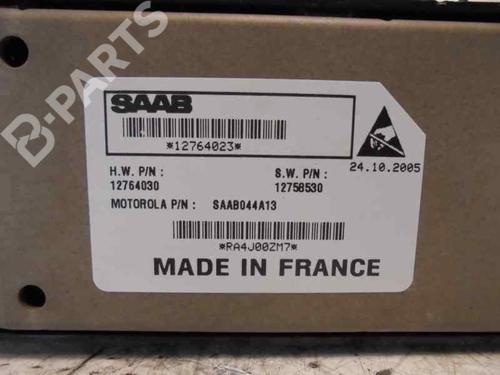 B-PARTS
SAAB
*12764023*
24.10.2005
H.W. P/N :
S.W. P/N :
12764030
12758530
MOTOROLA P/N : SAAB044A13
*RA4J00ZM7*
MADE IN FRANCE